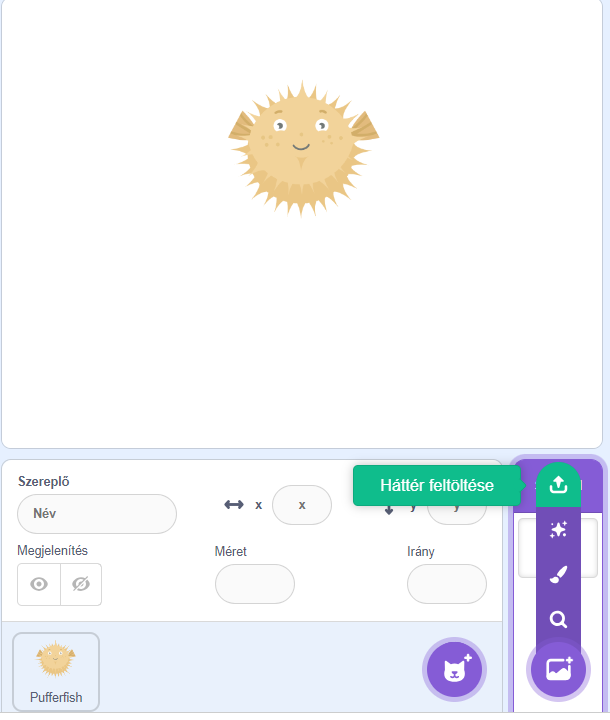 Szereplő
Név
x
x
Háttér feltöltése
y
y
Megjelenítés
Méret
Irány
Pufferfish